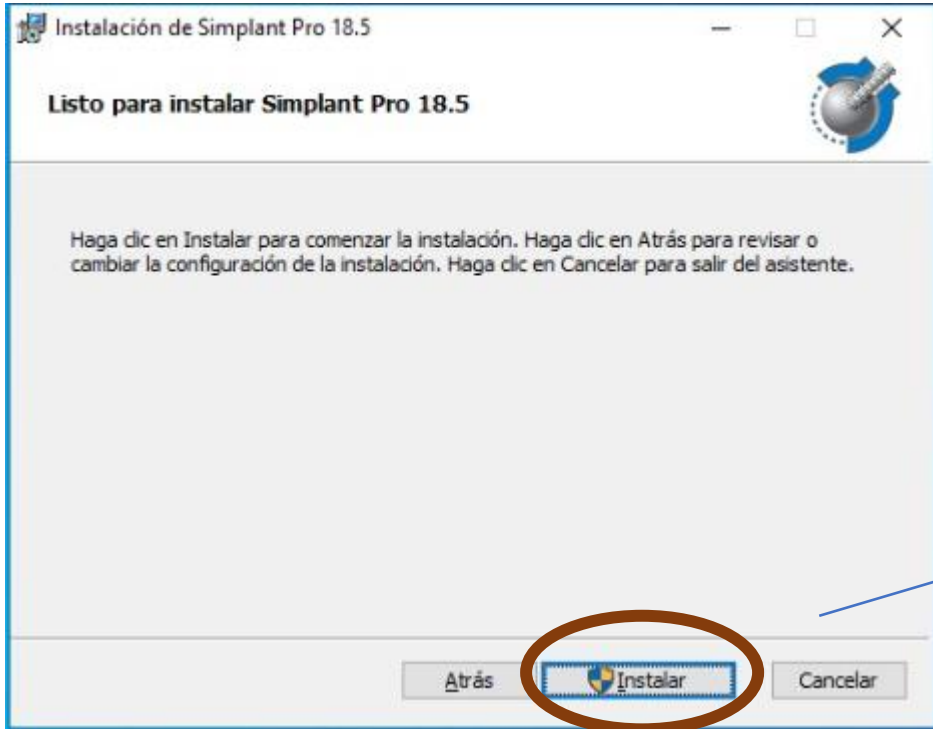 Instalación de Simplant Pro 18.5
Listo para instalar Simplant Pro 18.5
Haga clic en Instalar para comenzar la instalación. Haga clic en Atrás para revisar o
cambiar la configuración de la instalación. Haga clic en Cancelar para salir del asistente.
Atrás Instalar Cancelar